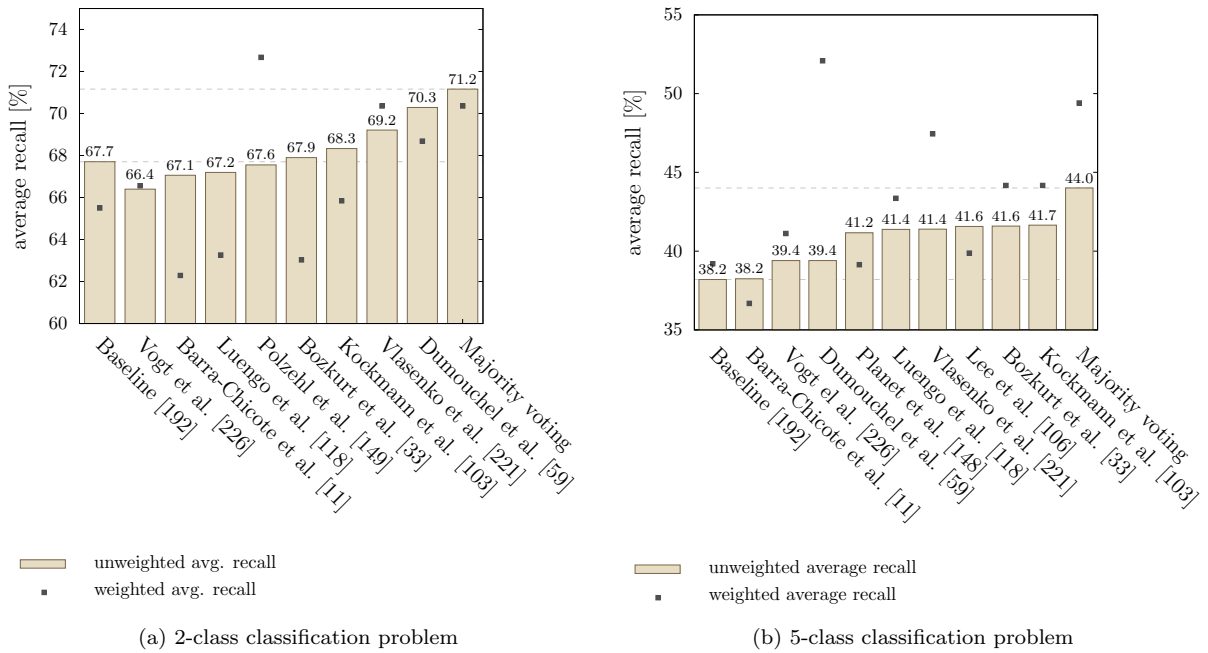 74
72
70
68
66
64
62
60
average recall [%]
67.7
66.4
67.1
67.2
67.6
67.9
68.3
69.2
70.3
71.2
Baseline [192]
Vogt et al. [226]
Barra-Chicote et al. [11]
Luengo et al. [118]
Polzehl et al. [149]
Bozkurt et al. [33]
Kockmann et al. [103]
Vlasenko et al. [221]
Dumouchel et al. [59]
Majority voting
unweighted avg. recall
weighted avg. recall
(a) 2-class classification problem
55
50
45
40
35
average recall [%]
38.2
38.2
39.4
39.4
41.2
41.4
41.4
41.6
41.6
41.7
44.0
Baseline [192]
Barra-Chicote et al. [11]
Vogt el al. [226]
Dumouchel et al. [59]
Planet et al. [148]
Luengo et al. [118]
Vlasenko et al. [221]
Lee et al. [106]
Bozkurt et al. [33]
Kockmann et al. [103]
Majority voting
unweighted average recall
weighted average recall
(b) 5-class classification problem